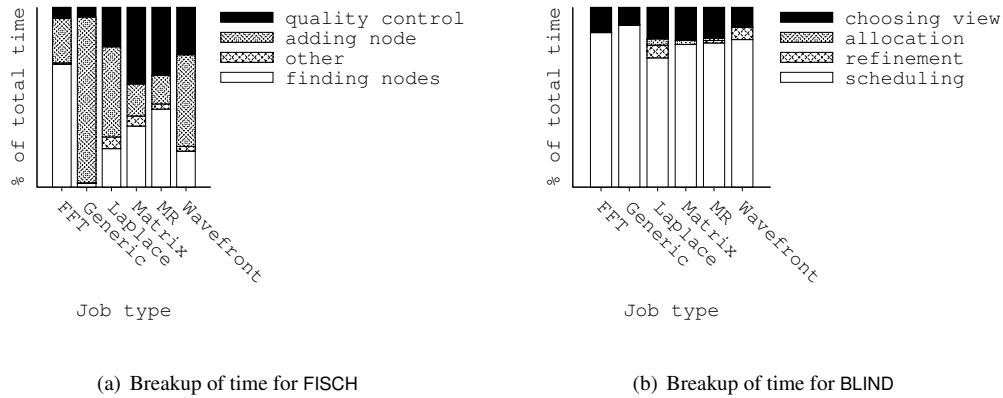 % of total time
quality control
adding node
other
finding nodes
FFT
Generic
Laplace
Matrix
MR
Wavefront
Job type
(a) Breakup of time for FISCH
% of total time
choosing view
allocation
refinement
scheduling
FFT
Generic
Laplace
Matrix
MR
Wavefront
Job type
(b) Breakup of time for BLIND